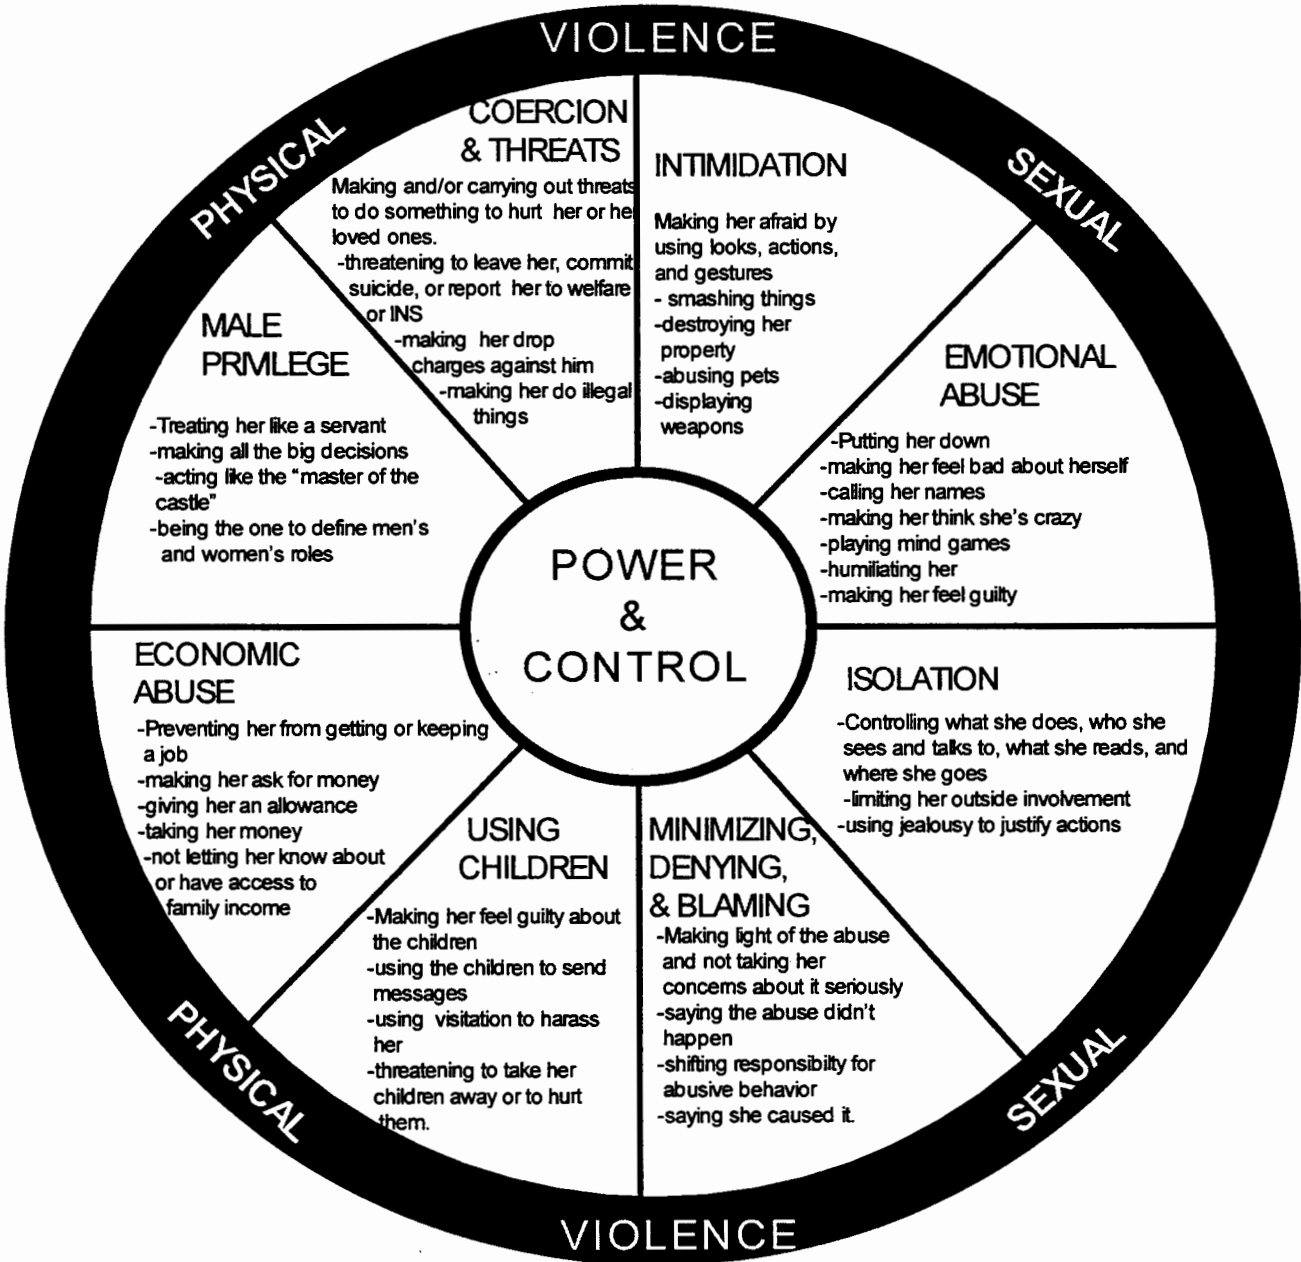 VIOLENCE
PHYSICAL
SEXUAL
COERCION
& THREATS
Making and/or carrying out threats
to do something to hurt her or her
loved ones.
-threatening to leave her, commit
suicide, or report her to welfare
or INS
-making her drop
charges against him
-making her do illegal
things
INTIMIDATION
Making her afraid by
using looks, actions,
and gestures
- smashing things
-destroying her
property
-abusing pets
-displaying
weapons
EMOTIONAL
ABUSE
-Putting her down
-making her feel bad about herself
-calling her names
-making her think she's crazy
-playing mind games
-humiliating her
-making her feel guilty
ISOLATION
-Controlling what she does, who she
sees and talks to, what she reads, and
where she goes
-limiting her outside involvement
-using jealousy to justify actions
MINIMIZING,
DENYING,
& BLAMING
-Making light of the abuse
and not taking her
concerns about it seriously
-saying the abuse didn't
happen
-shifting responsibilty for
abusive behavior
-saying she caused it.
USING
CHILDREN
-Making her feel guilty about
the children
-using the children to send
messages
-using visitation to harass
her
-threatening to take her
children away or to hurt
them.
ECONOMIC
ABUSE
-Preventing her from getting or keeping
a job
-making her ask for money
-giving her an allowance
-taking her money
-not letting her know about
or have access to
family income
MALE
PRIVILEGE
-Treating her like a servant
-making all the big decisions
-acting like the "master of the
castle"
-being the one to define men's
and women's roles
POWER
&
CONTROL
PHYSICAL
SEXUAL
VIOLENCE